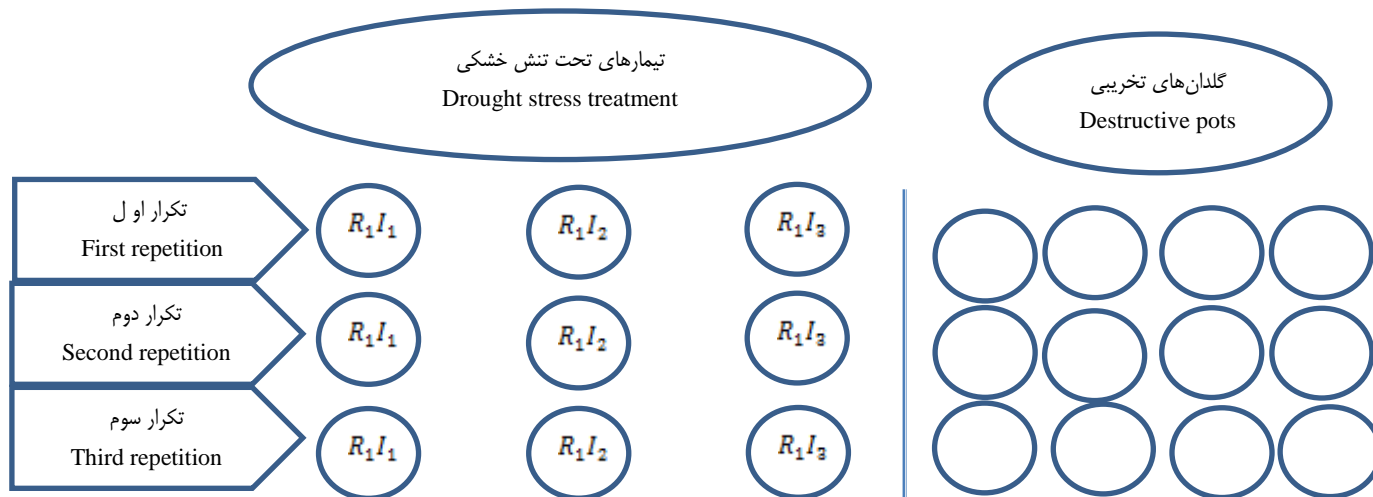 تیمارهای تحت تنش خشکی
Drought stress treatment
گلدان‌های تخریبی
Destructive pots
تکرار او ل
First repetition
R₁I₁ R₁I₂ R₁I₃
تکرار دوم
Second repetition
R₁I₁ R₁I₂ R₁I₃
تکرار سوم
Third repetition
R₁I₁ R₁I₂ R₁I₃